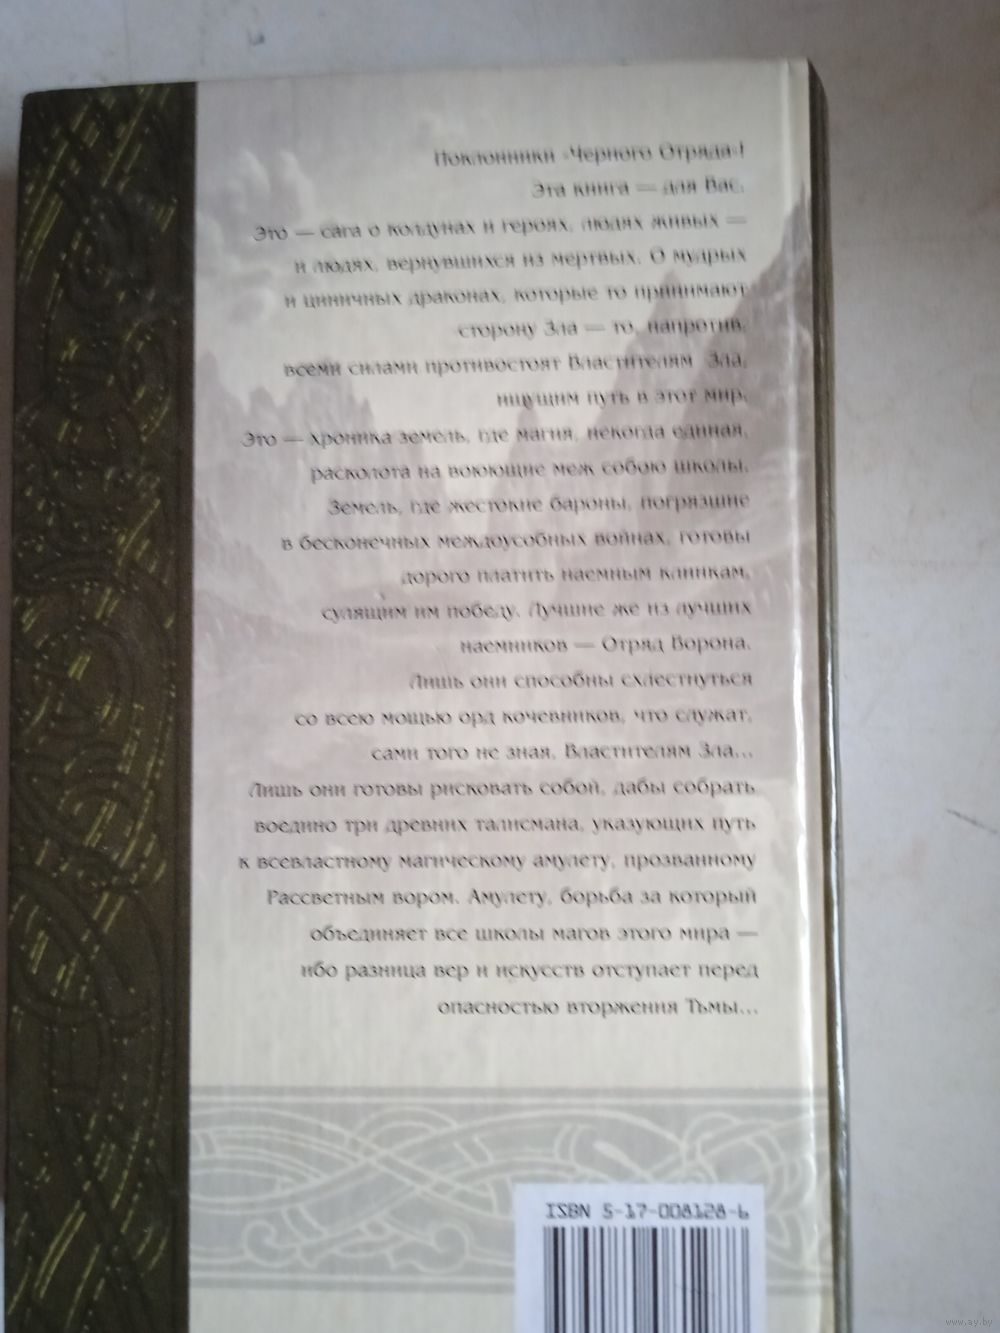 Поклонники «Черного Отряда»!
Эта книга — для Вас.
Это — сага о колдунах и героях, людях живых —
и людях, вернувшихся из мертвых. О мудрых
и циничных драконах, которые то принимают
сторону Зла — то, напротив,
всеми силами противостоят Властителям Зла,
ищущим путь в этот мир.
Это — хроника земель, где магия, некогда единая,
расколота на воюющие меж собою школы.
Земель, где жестокие бароны, погрязшие
в бесконечных междоусобных войнах, готовы
дорого платить наемным клинкам,
сулящим им победу. Лучшие же из лучших
наемников — Отряд Ворона.
Лишь они способны схлестнуться
со всею мощью орд кочевников, что служат,
сами того не зная, Властителям Зла...
Лишь они готовы рисковать собой, дабы собрать
воедино три древних талисмана, указующих путь
к всевластному магическому амулету, прозванному
Рассветным вором. Амулету, борьба за который
объединяет все школы магов этого мира —
ибо разница вер и искусств отступает перед
опасностью вторжения Тьмы...
ISBN 5-17-008128-6
www.ay.by